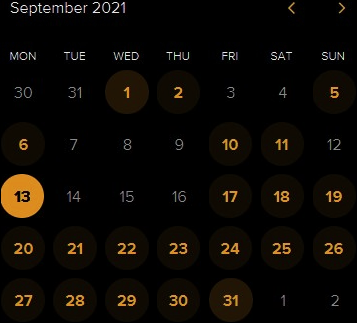 September 2021
MON TUE WED THU FRI SAT SUN
30 31 1 2 3 4 5
6 7 8 9 10 11 12
13 14 15 16 17 18 19
20 21 22 23 24 25 26
27 28 29 30 31 1 2